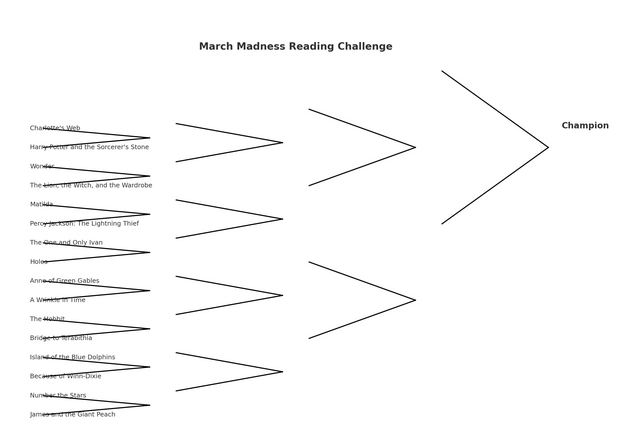 March Madness Reading Challenge
Champion
Charlotte's Web
Harry Potter and the Sorcerer's Stone
Wonder
The Lion, the Witch, and the Wardrobe
Matilda
Percy Jackson: The Lightning Thief
The One and Only Ivan
Holes
Anne of Green Gables
A Wrinkle in Time
The Hobbit
Bridge to Terabithia
Island of the Blue Dolphins
Because of Winn-Dixie
Number the Stars
James and the Giant Peach